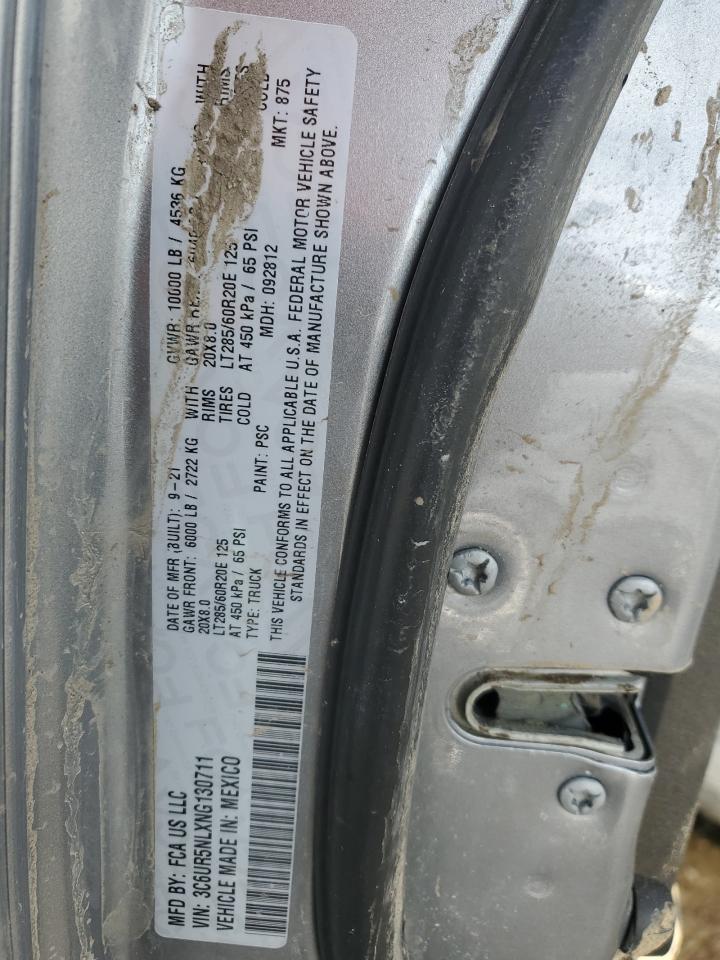 MFD BY: FCA US LLC
DATE OF MFR (BUILT): 9-21
GVWR: 10000 LB / 4536 KG
GAWR FRONT: 6000 LB / 2722 KG WITH
GAWR WITH
20X8.0 RIMS
20X8.0 RIMS
LT285/60R20E 125 TIRES
LT285/60R20E 125
AT 450 kPa / 65 PSI COLD
AT 450 kPa / 65 PSI COLD
VIN: 3C6UR5NLXNG130711
TYPE: TRUCK
PAINT: PSC
MDH: 092812
MKT: 875
VEHICLE MADE IN: MEXICO
THIS VEHICLE CONFORMS TO ALL APPLICABLE U.S.A. FEDERAL MOTOR VEHICLE SAFETY
STANDARDS IN EFFECT ON THE DATE OF MANUFACTURE SHOWN ABOVE.